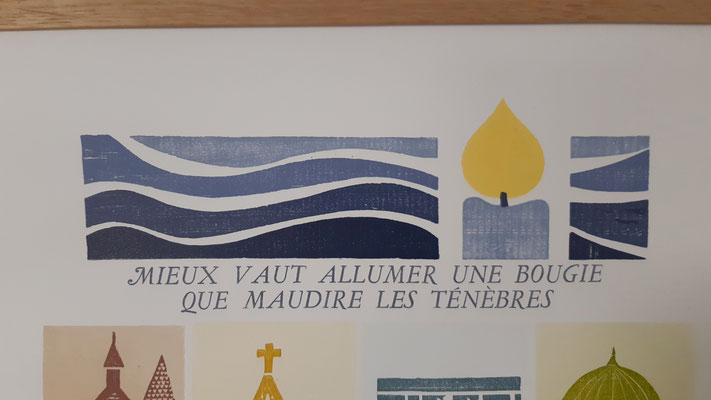 MIEUX VAUT ALLUMER UNE BOUGIE
QUE MAUDIRE LES TÉNÈBRES